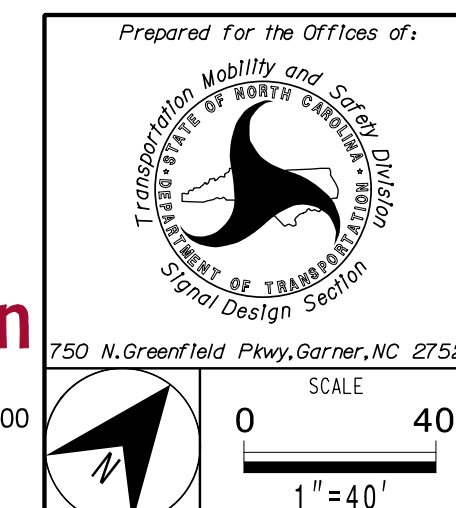 Prepared for the Offices of:
Transportation Mobility and Safety Division
STATE OF NORTH CAROLINA
DEPARTMENT OF TRANSPORTATION
Signal Design Section
750 N.Greenfield Pkwy,Garner,NC 2752
n
00
N
SCALE
0 40
1"=40'